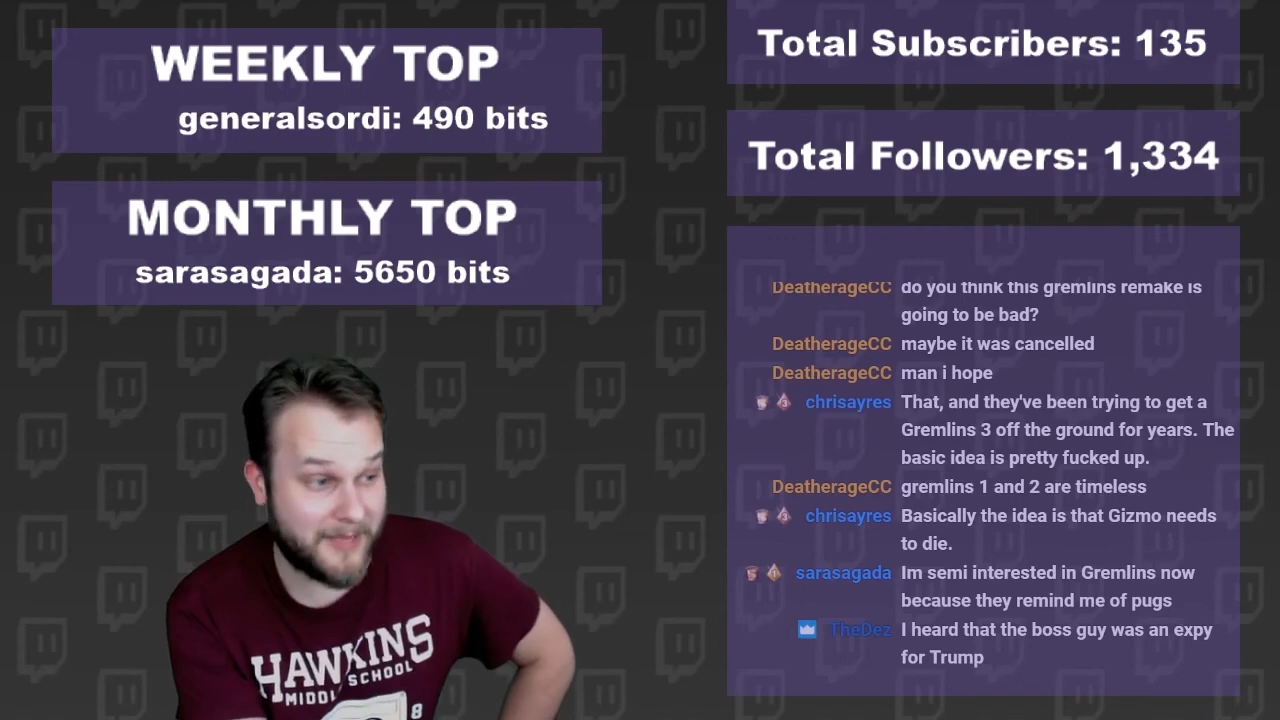 WEEKLY TOP
generalsordi: 490 bits
MONTHLY TOP
sarasagada: 5650 bits
Total Subscribers: 135
Total Followers: 1,334
DeatherageCC do you think this gremlins remake is
going to be bad?
DeatherageCC maybe it was cancelled
DeatherageCC man i hope
chrisayres That, and they've been trying to get a
Gremlins 3 off the ground for years. The
basic idea is pretty fucked up.
DeatherageCC gremlins 1 and 2 are timeless
chrisayres Basically the idea is that Gizmo needs
to die.
sarasagada Im semi interested in Gremlins now
because they remind me of pugs
TheDez I heard that the boss guy was an expy
for Trump
HAWKINS
MIDDL SCHOOL
8